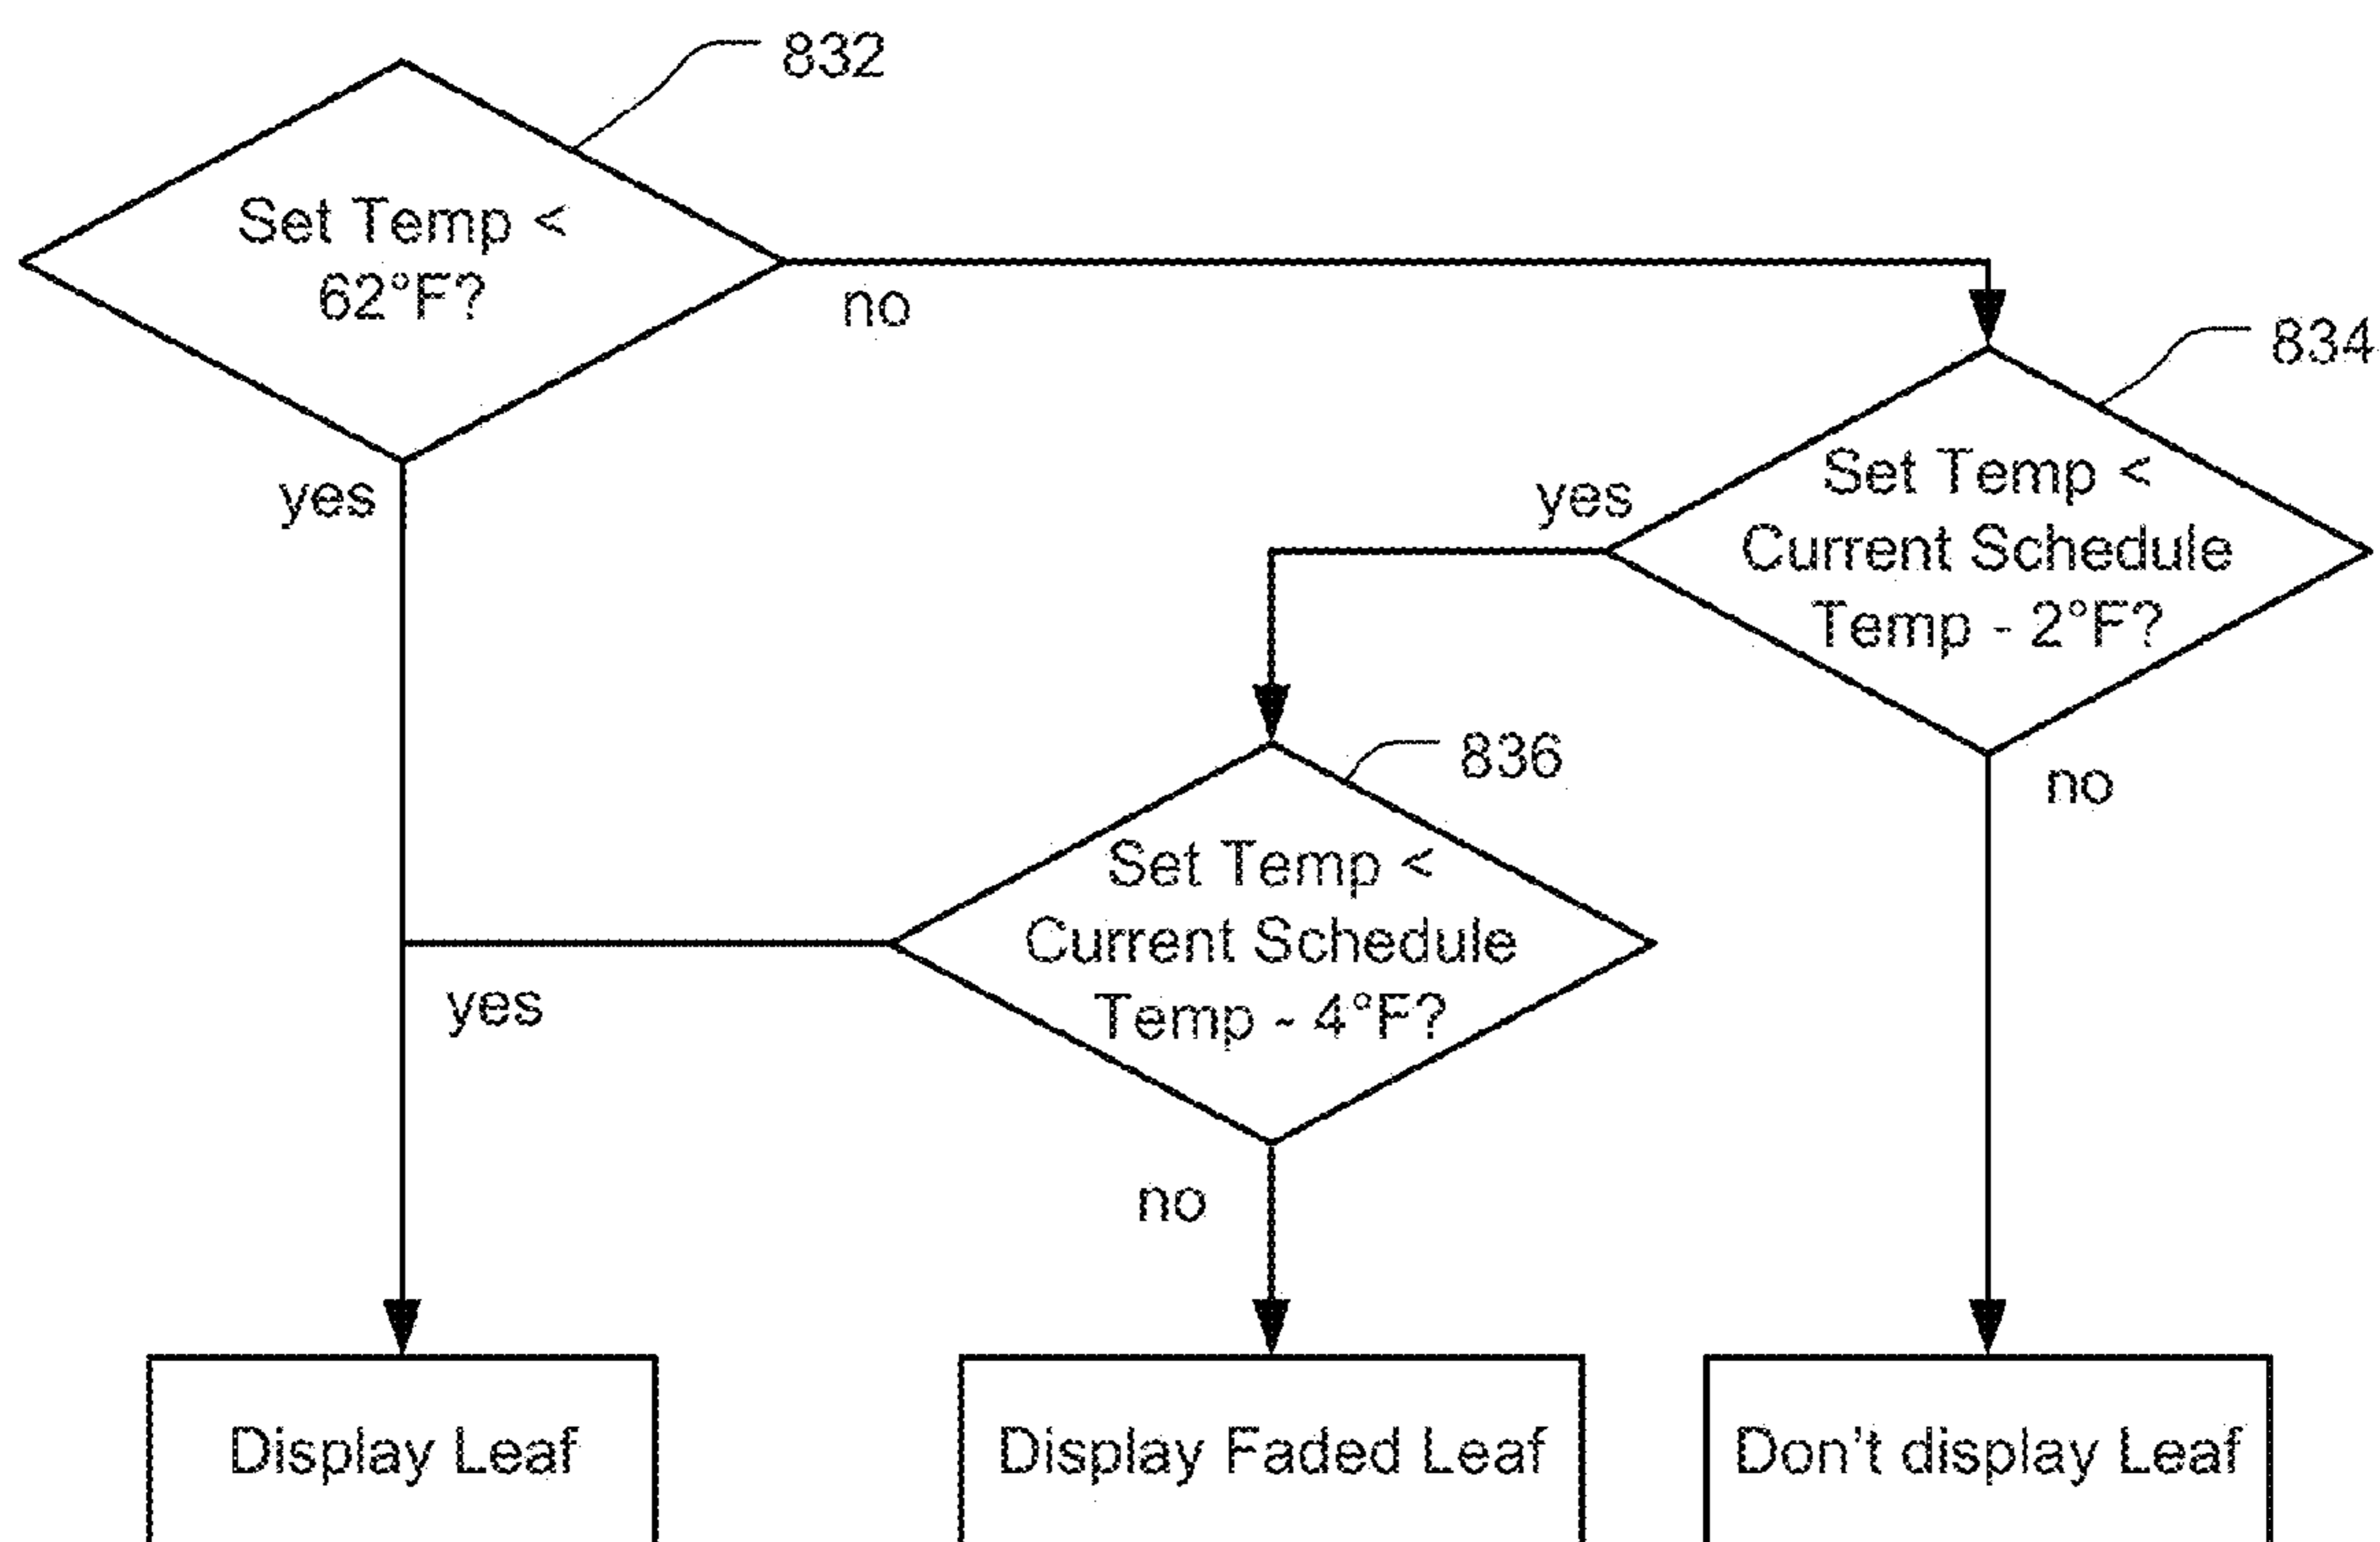 832
Set Temp <
62°F?
no
834
yes
yes
Set Temp <
Current Schedule
Temp - 2°F?
no
836
Set Temp <
Current Schedule
Temp - 4°F?
yes
no
Display Leaf
Display Faded Leaf
Don't display Leaf